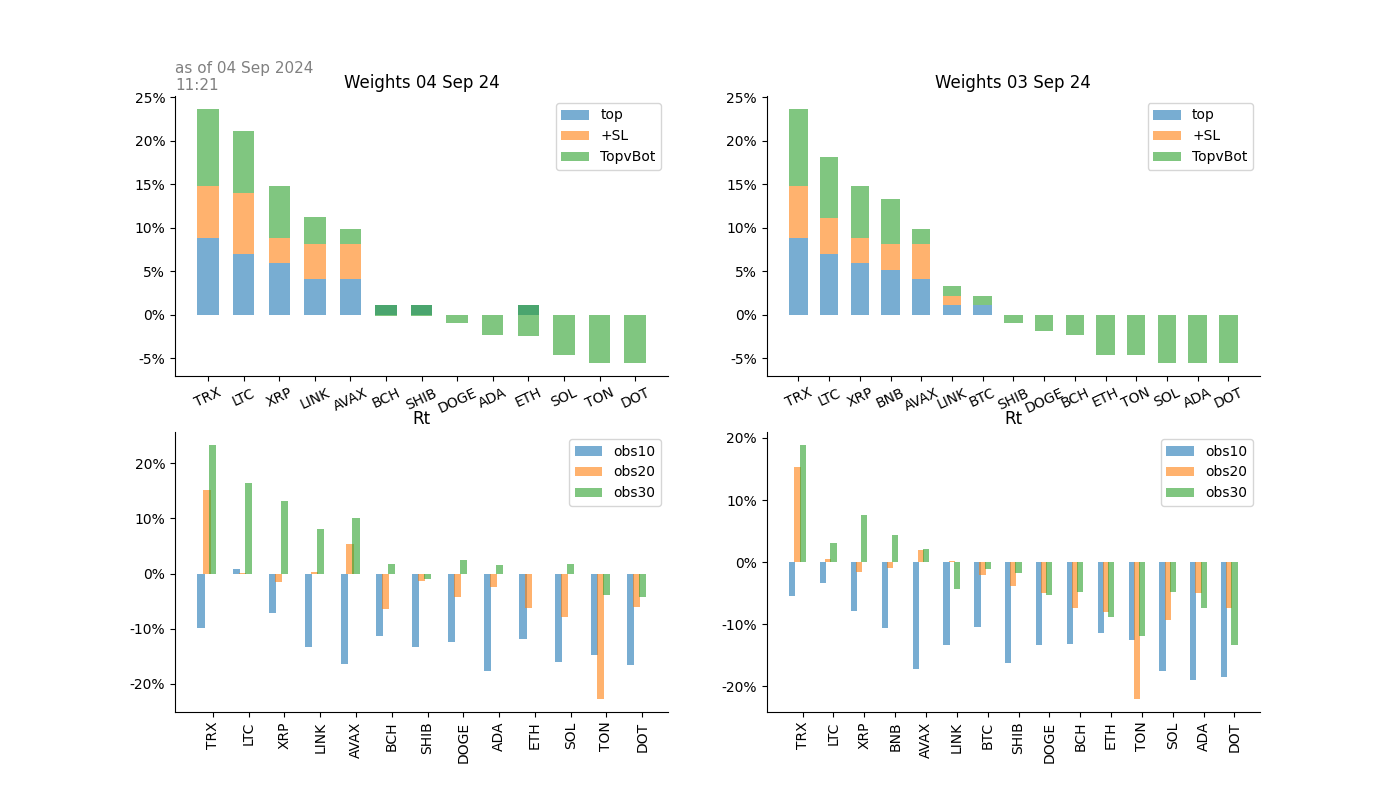 as of 04 Sep 2024
11:21
Weights 04 Sep 24
25%
20%
15%
10%
5%
0%
-5%
top
+SL
TopvBot
TRX LTC XRP LINK AVAX BCH SHIB DOGE ADA ETH SOL TON DOT
Weights 03 Sep 24
25%
20%
15%
10%
5%
0%
-5%
top
+SL
TopvBot
TRX LTC XRP BNB AVAX LINK BTC SHIB DOGE BCH ETH TON SOL ADA DOT
Rt
20%
10%
0%
-10%
-20%
obs10
obs20
obs30
TRX LTC XRP LINK AVAX BCH SHIB DOGE ADA ETH SOL TON DOT
Rt
20%
10%
0%
-10%
-20%
obs10
obs20
obs30
TRX LTC XRP BNB AVAX LINK BTC SHIB DOGE BCH ETH TON SOL ADA DOT